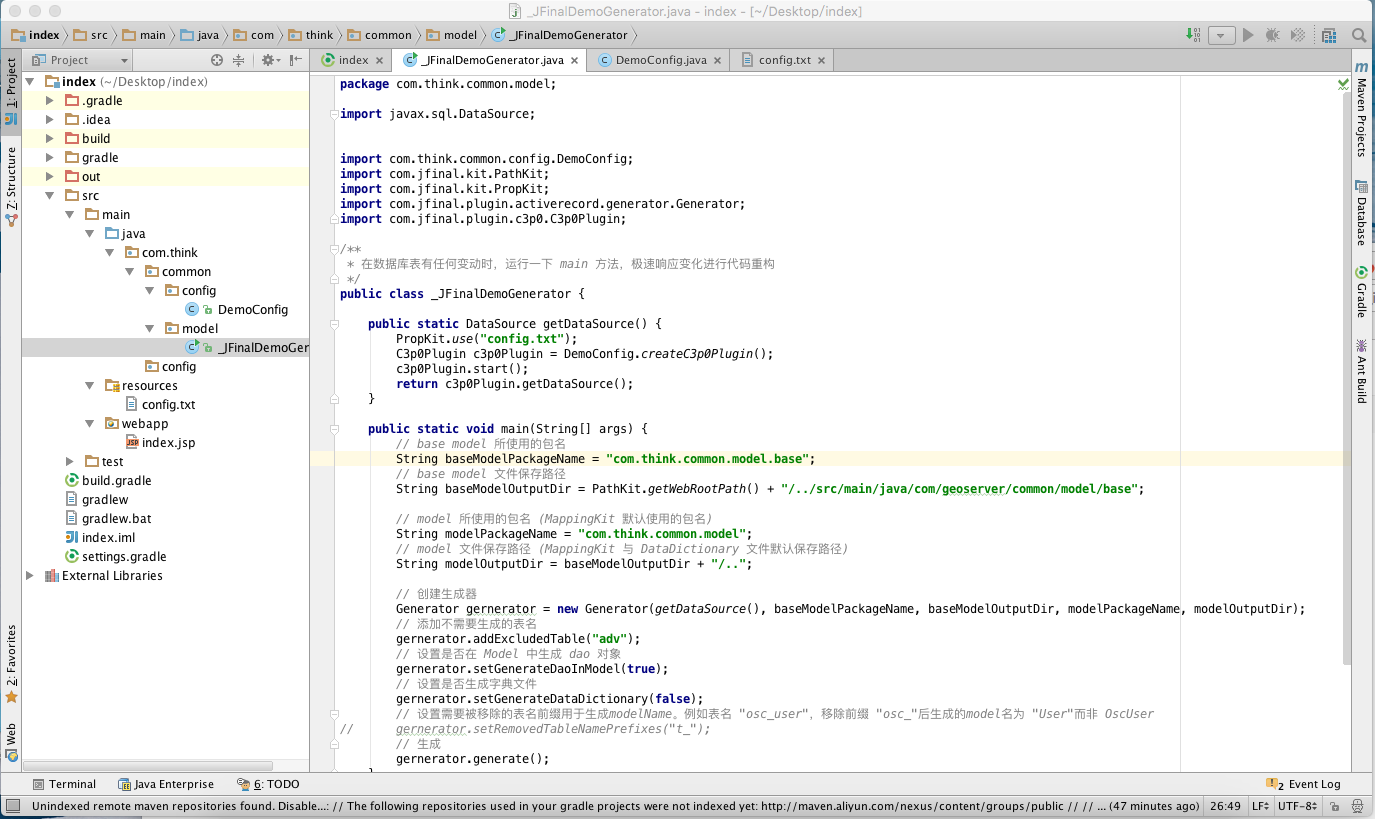 _JFinalDemoGenerator.java - index - [~/Desktop/index]
index src main java com think common model _JFinalDemoGenerator
Project
index _JFinalDemoGenerator.java DemoConfig.java config.txt
1: Project
Z: Structure
2: Favorites
Web
index (~/Desktop/index)
.gradle
.idea
build
gradle
out
src
main
java
com.think
common
config
DemoConfig
model
_JFinalDemoGer
config
resources
config.txt
webapp
index.jsp
test
build.gradle
gradlew
gradlew.bat
index.iml
settings.gradle
External Libraries
package com.think.common.model;
import javax.sql.DataSource;
import com.think.common.config.DemoConfig;
import com.jfinal.kit.PathKit;
import com.jfinal.kit.PropKit;
import com.jfinal.plugin.activerecord.generator.Generator;
import com.jfinal.plugin.c3p0.C3p0Plugin;
/**
* 在数据库表有任何变动时，运行一下 main 方法，极速响应变化进行代码重构
*/
public class _JFinalDemoGenerator {
public static DataSource getDataSource() {
PropKit.use("config.txt");
C3p0Plugin c3p0Plugin = DemoConfig.createC3p0Plugin();
c3p0Plugin.start();
return c3p0Plugin.getDataSource();
}
public static void main(String[] args) {
// base model 所使用的包名
String baseModelPackageName = "com.think.common.model.base";
// base model 文件保存路径
String baseModelOutputDir = PathKit.getWebRootPath() + "/../src/main/java/com/geoserver/common/model/base";
// model 所使用的包名 (MappingKit 默认使用的包名)
String modelPackageName = "com.think.common.model";
// model 文件保存路径 (MappingKit 与 DataDictionary 文件默认保存路径)
String modelOutputDir = baseModelOutputDir + "/..";
// 创建生成器
Generator gernerator = new Generator(getDataSource(), baseModelPackageName, baseModelOutputDir, modelPackageName, modelOutputDir);
// 添加不需要生成的表名
gernerator.addExcludedTable("adv");
// 设置是否在 Model 中生成 dao 对象
gernerator.setGenerateDaoInModel(true);
// 设置是否生成字典文件
gernerator.setGenerateDataDictionary(false);
// 设置需要被移除的表名前缀用于生成modelName。例如表名 "osc_user"，移除前缀 "osc_"后生成的model名为 "User"而非 OscUser
// gernerator.setRemovedTableNamePrefixes("t_");
// 生成
gernerator.generate();
}
Maven Projects
Database
Gradle
Ant Build
Terminal Java Enterprise 6: TODO 2 Event Log
Unindexed remote maven repositories found. Disable...: // The following repositories used in your gradle projects were not indexed yet: http://maven.aliyun.com/nexus/content/groups/public // // ... (47 minutes ago) 26:49 LF UTF-8